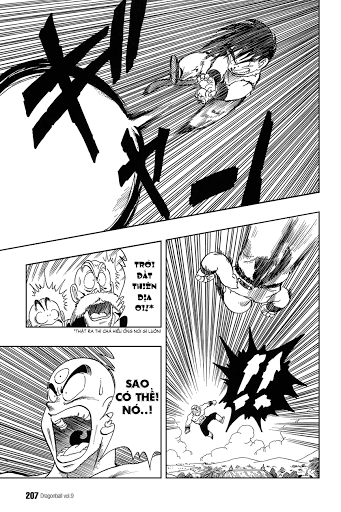 TRỜI
ĐẤT
THIÊN
ĐỊA
ƠI!*
*THẬT RA THÌ CHẢ HIỂU ÔNG NÓI GÌ LUÔN!
!!
SAO
CÓ THỂ!
NÓ..!
207 Dragonball vol.9